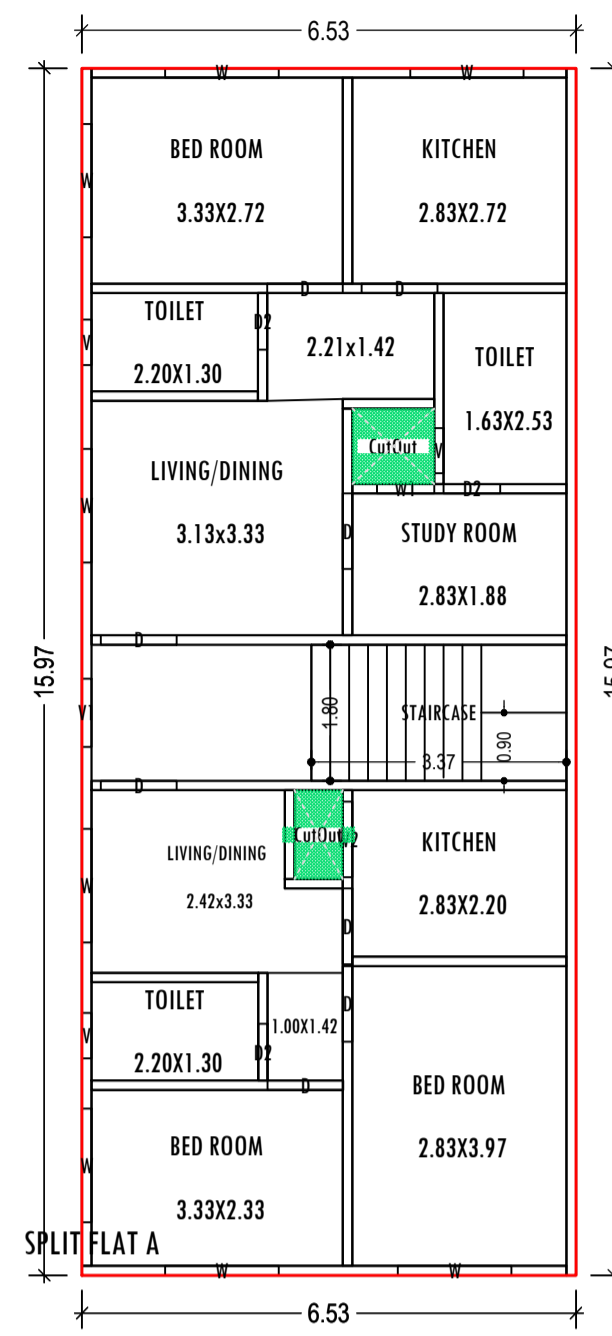 6.53
W
W
BED ROOM
3.33X2.72
KITCHEN
2.83X2.72
W
D
D
TOILET
2.20X1.30
D2
2.21x1.42
TOILET
1.63X2.53
V
CutOut
V
W1
D2
LIVING/DINING
3.13x3.33
W
D
STUDY ROOM
2.83X1.88
D
15.97
15.97
1.80
STAIRCASE
0.90
3.37
D
CutOut
LIVING/DINING
2.42x3.33
KITCHEN
2.83X2.20
W
D
D
TOILET
2.20X1.30
V
D2
1.00X1.42
D
BED ROOM
2.83X3.97
BED ROOM
3.33X2.33
W
SPLIT FLAT A
W
W
6.53